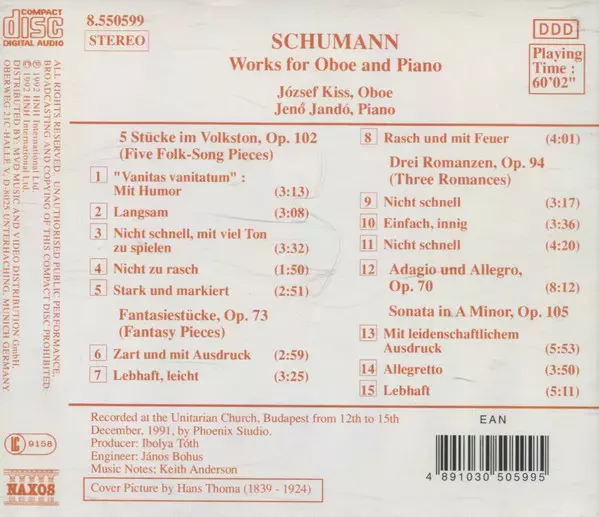 COMPACT
disc
DIGITAL AUDIO
8.550599
STEREO
SCHUMANN
Works for Oboe and Piano
József Kiss, Oboe
Jenő Jandó, Piano
DDD
Playing
Time :
60'02"
5 Stücke im Volkston, Op. 102
(Five Folk-Song Pieces)
1 "Vanitas vanitatum" :
Mit Humor (3:13)
2 Langsam (3:08)
3 Nicht schnell, mit viel Ton
zu spielen (3:32)
4 Nicht zu rasch (1:50)
5 Stark und markiert (2:51)
Fantasiestücke, Op. 73
(Fantasy Pieces)
6 Zart und mit Ausdruck (2:59)
7 Lebhaft, leicht (3:25)
8 Rasch und mit Feuer (4:01)
Drei Romanzen, Op. 94
(Three Romances)
9 Nicht schnell (3:17)
10 Einfach, innig (3:36)
11 Nicht schnell (4:20)
12 Adagio und Allegro,
Op. 70 (8:12)
Sonata in A Minor, Op. 105
13 Mit leidenschaftlichem
Ausdruck (5:53)
14 Allegretto (3:50)
15 Lebhaft (5:11)
Recorded at the Unitarian Church, Budapest from 12th to 15th
December, 1991, by Phoenix Studio.
Producer: Ibolya Tóth
Engineer: János Bohus
Music Notes: Keith Anderson
Cover Picture by Hans Thoma (1839 - 1924)
EAN
4 891030 505995
ALL RIGHTS RESERVED. UNAUTHORISED PUBLIC PERFORMANCE,
BROADCASTING AND COPYING OF THIS COMPACT DISC PROHIBITED.
℗ 1992 HNH International Ltd.
© 1992 HNH International Ltd.
DISTRIBUTED BY: MVD MUSIC AND VIDEO DISTRIBUTION GmbH,
OBERWEG 21C-HALLE V, D-8025 UNTERHACHING, MUNICH GERMANY
LC 9158
NAXOS